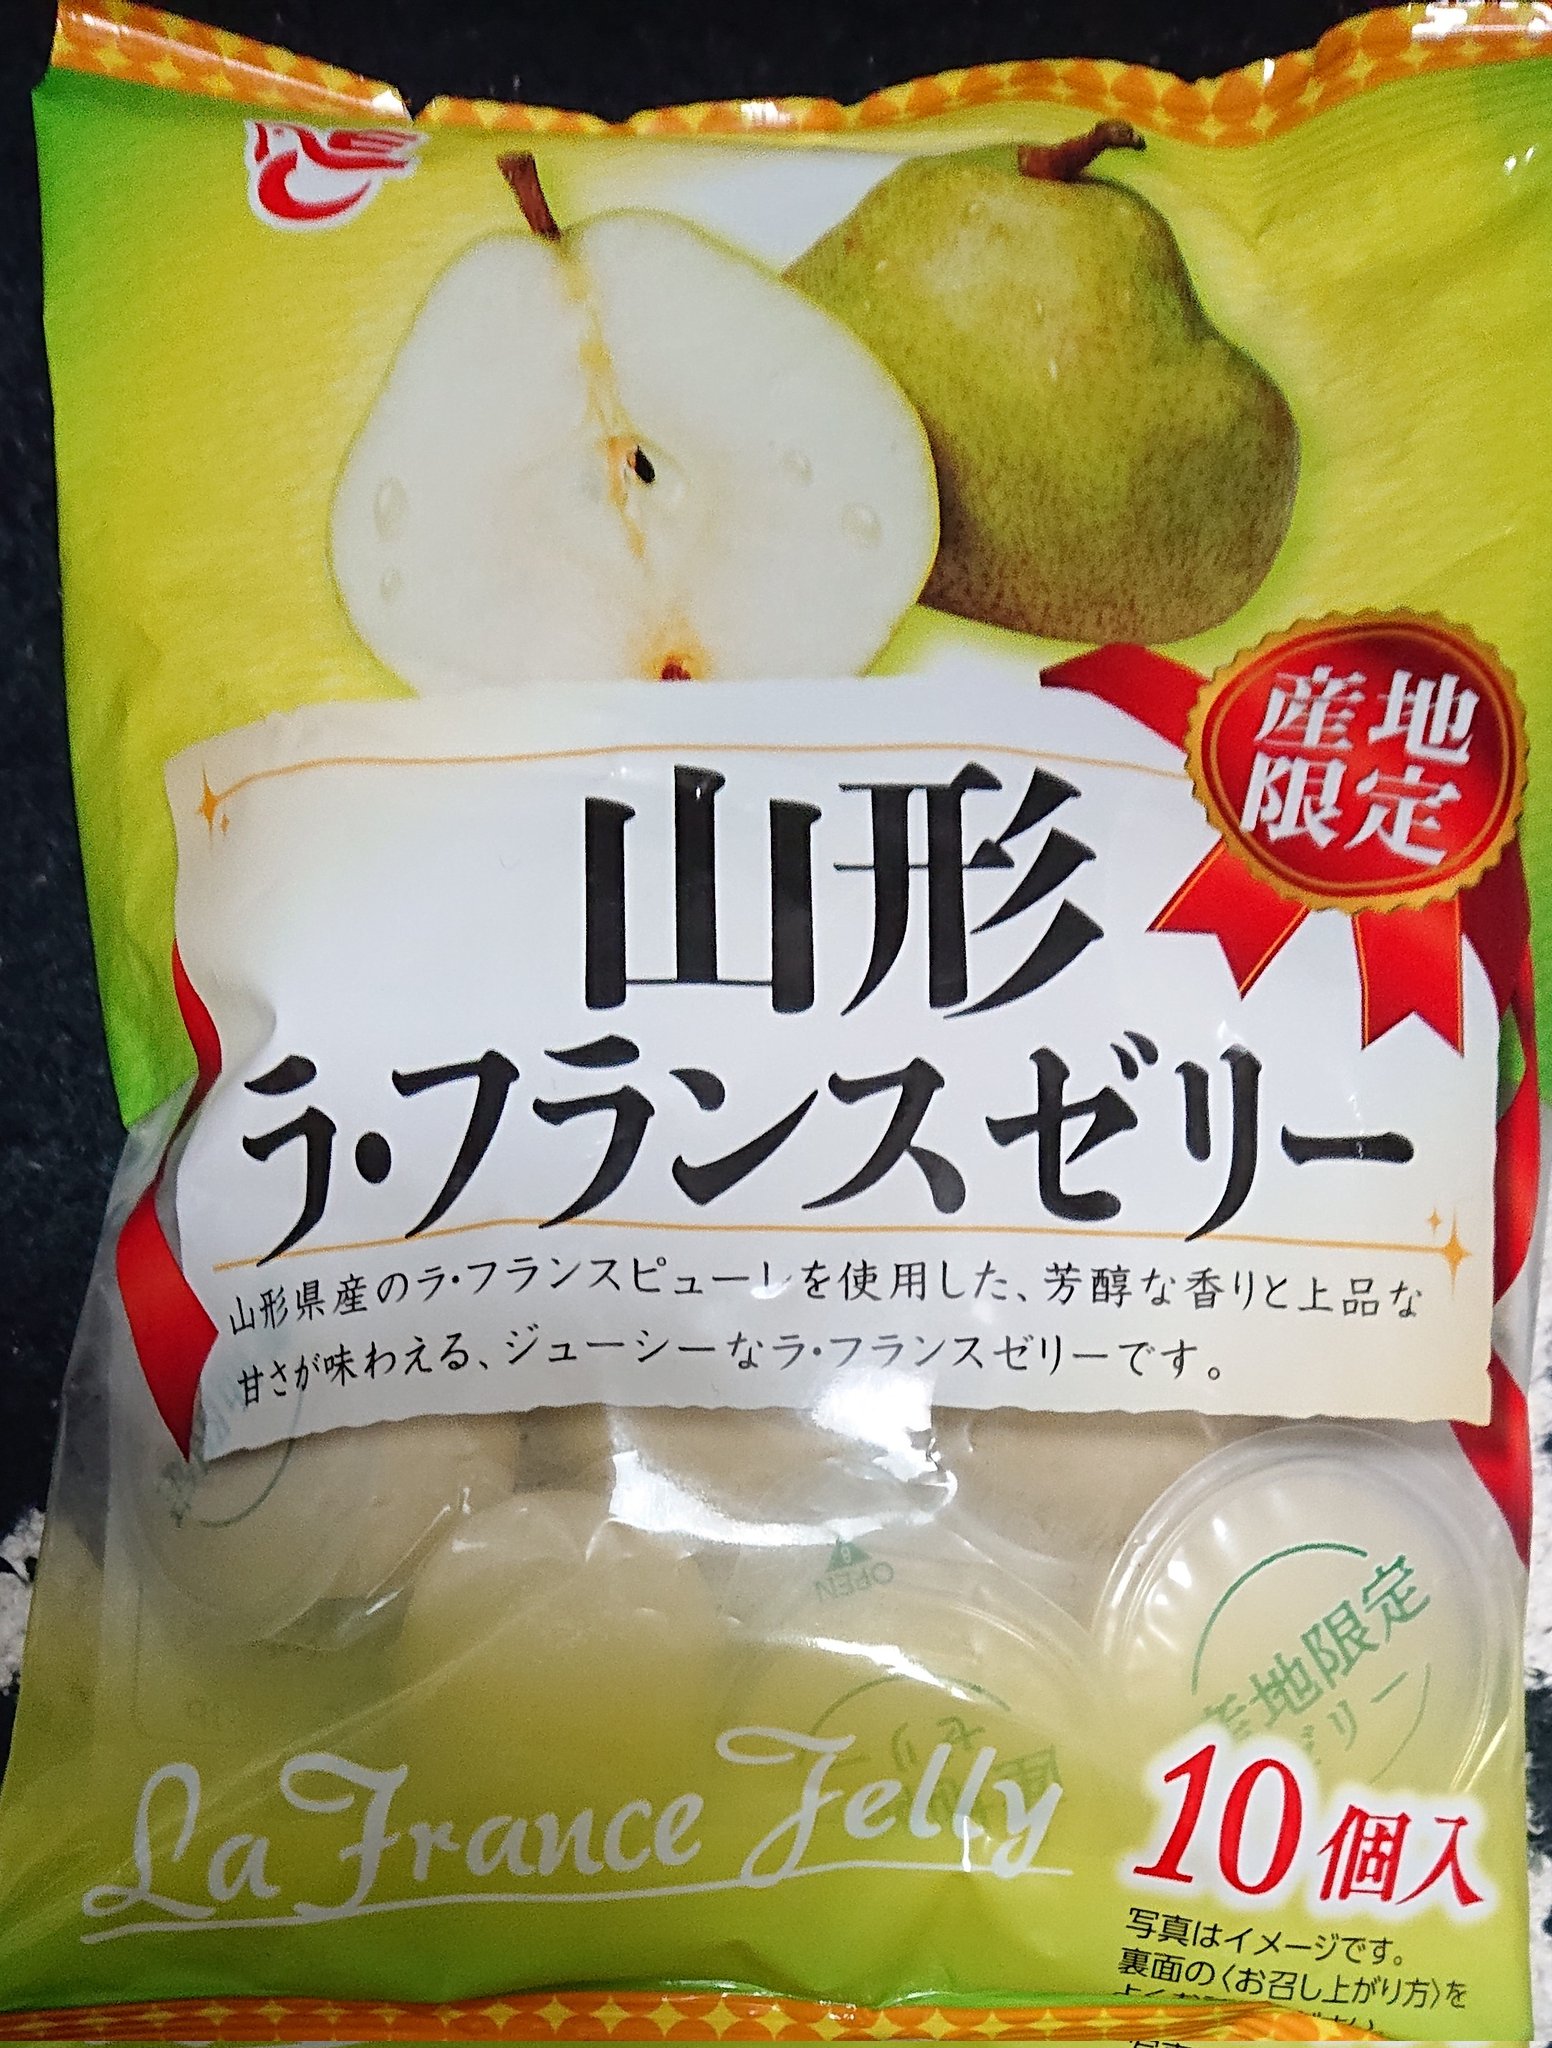 ACE
産地
限定
山形
ラ・フランスゼリー
山形県産のラ・フランスピューレを使用した、芳醇な香りと上品な
甘さが味わえる、ジューシーなラ・フランスゼリーです。
OPEN
産地限定
ゼリー
La France Jelly
10個入
写真はイメージです。
裏面の〈お召し上がり方〉を